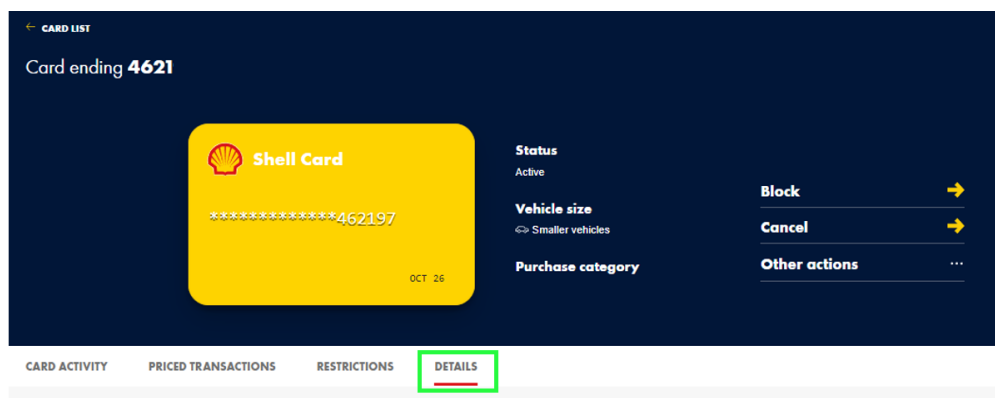 ← CARD LIST
Card ending 4621
Shell Card
*************462197
OCT 26
Status
Active
Vehicle size
Smaller vehicles
Purchase category
Block
Cancel
Other actions ...
CARD ACTIVITY PRICED TRANSACTIONS RESTRICTIONS DETAILS